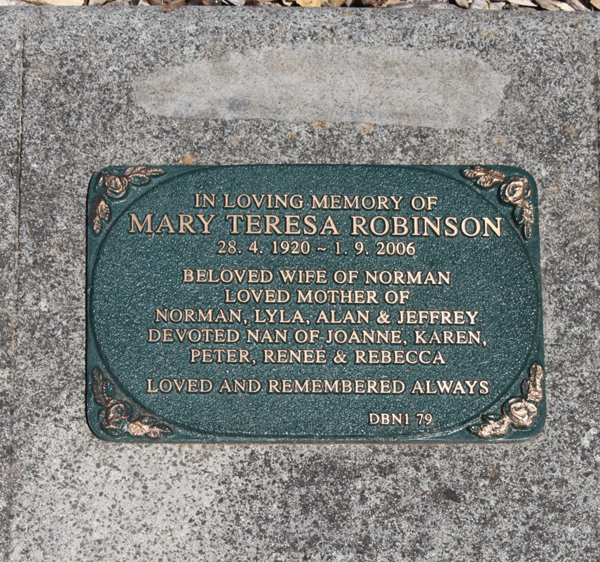 IN LOVING MEMORY OF
MARY TERESA ROBINSON
28. 4. 1920 ~ 1. 9. 2006
BELOVED WIFE OF NORMAN
LOVED MOTHER OF
NORMAN, LYLA, ALAN & JEFFREY
DEVOTED NAN OF JOANNE, KAREN,
PETER, RENEE & REBECCA
LOVED AND REMEMBERED ALWAYS
DBN1 79